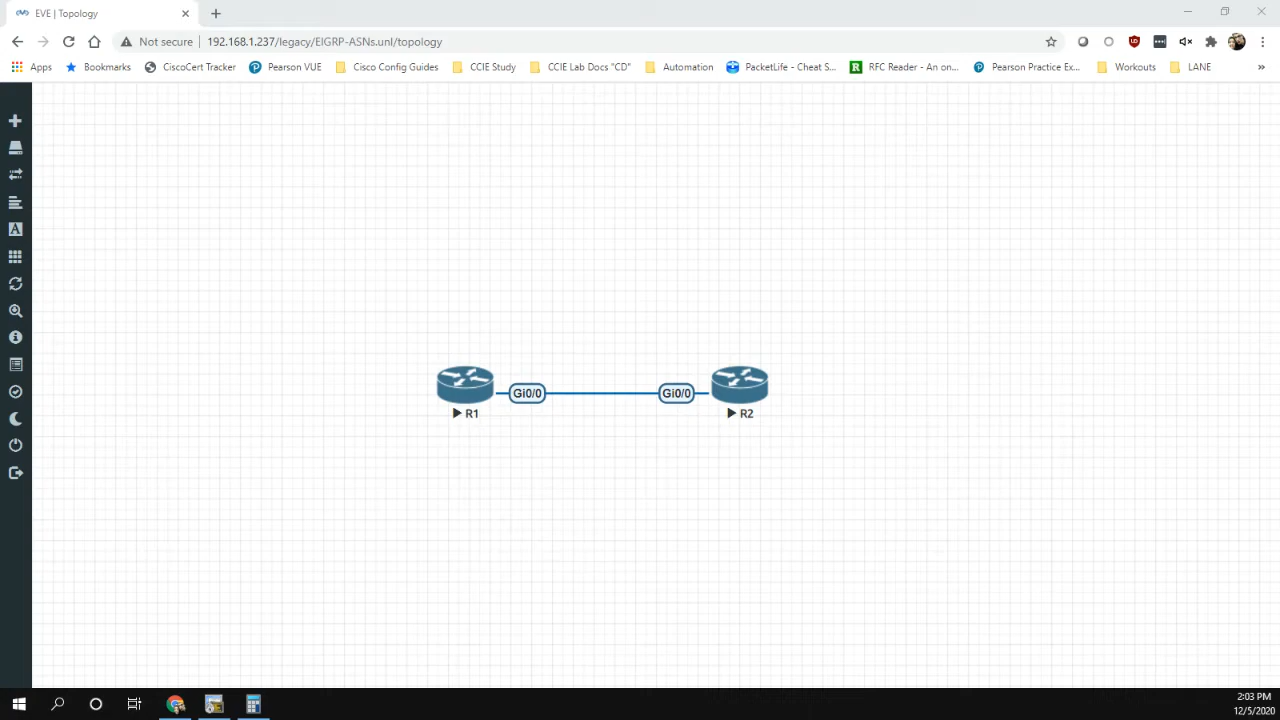 EVE | Topology
Not secure 192.168.1.237/legacy/EIGRP-ASNs.unl/topology
Apps Bookmarks CiscoCert Tracker Pearson VUE Cisco Config Guides CCIE Study CCIE Lab Docs "CD" Automation PacketLife - Cheat S... RFC Reader - An on... Pearson Practice Ex... Workouts LANE
A
Gi0/0 Gi0/0
R1 R2
2:03 PM
12/5/2020